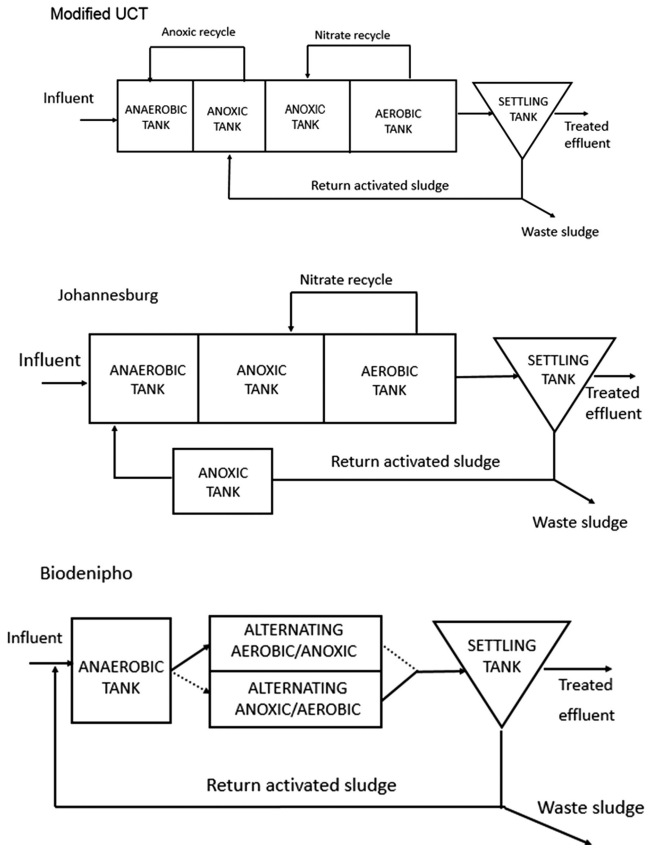 Modified UCT
Anoxic recycle
Nitrate recycle
Influent
ANAEROBIC
TANK
ANOXIC
TANK
ANOXIC
TANK
AEROBIC
TANK
SETTLING
TANK
Treated
effluent
Return activated sludge
Waste sludge
Johannesburg
Nitrate recycle
Influent
ANAEROBIC
TANK
ANOXIC
TANK
AEROBIC
TANK
SETTLING
TANK
Treated
effluent
ANOXIC
TANK
Return activated sludge
Waste sludge
Biodenipho
Influent
ANAEROBIC
TANK
ALTERNATING
AEROBIC/ANOXIC
ALTERNATING
ANOXIC/AEROBIC
SETTLING
TANK
Treated
effluent
Return activated sludge
Waste sludge